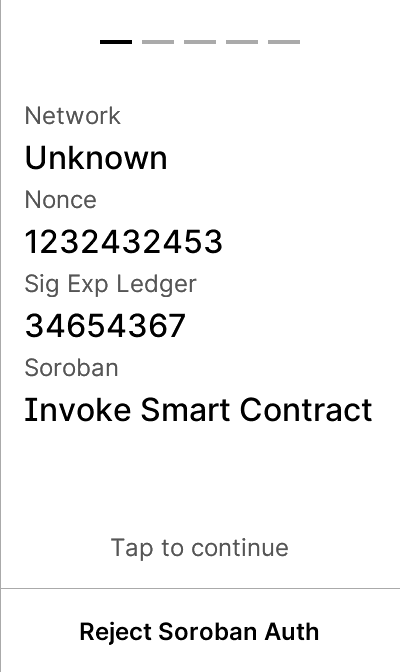 Network
Unknown
Nonce
1232432453
Sig Exp Ledger
34654367
Soroban
Invoke Smart Contract
Tap to continue
Reject Soroban Auth